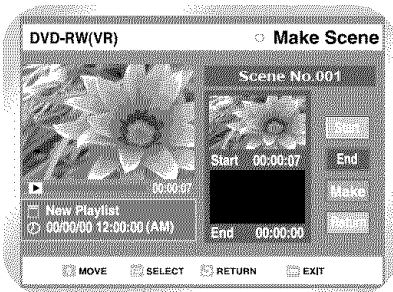 DVD-RW(VR)
Make Scene
Scene No.001
Start 00:00:07
00:00:07
New Playlist
00/00/00 12:00:00 (AM)
End 00:00:00
Start
End
Make
Return
MOVE SELECT RETURN EXIT